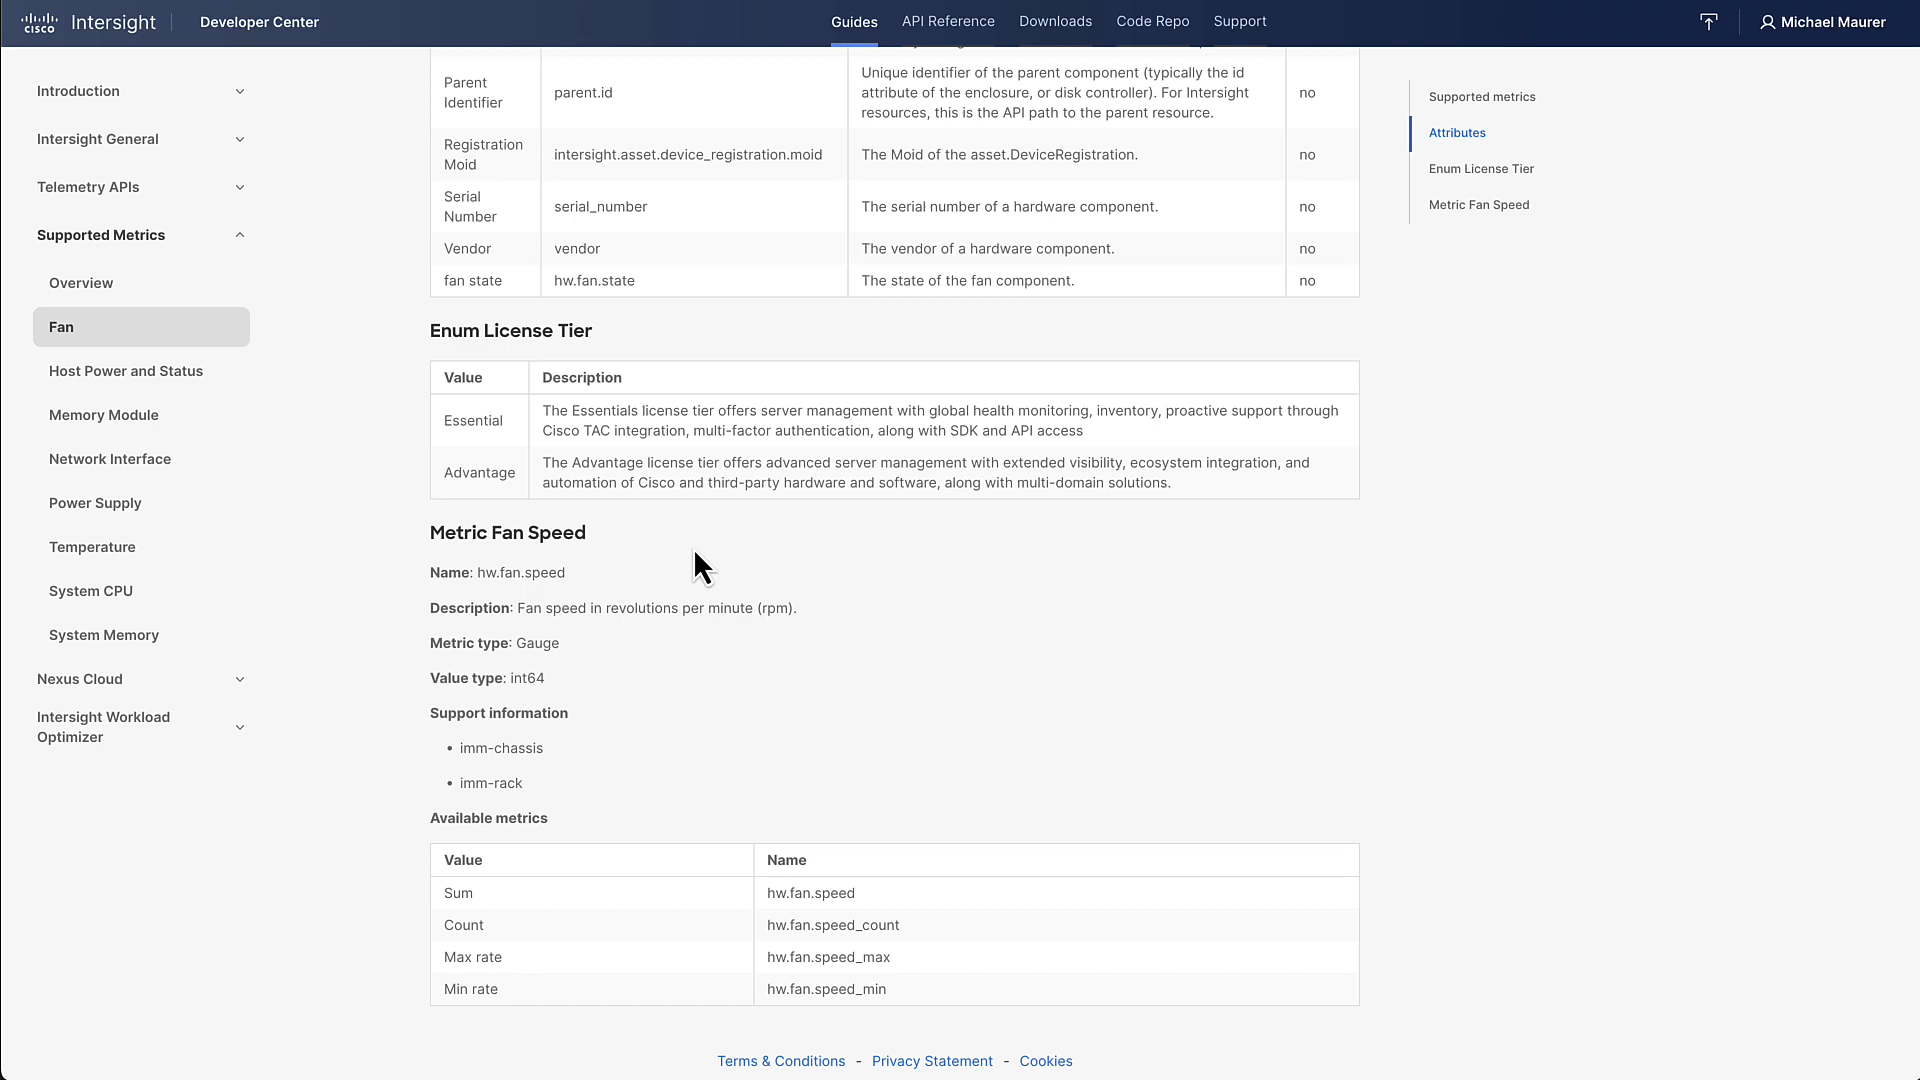 cisco Intersight Developer Center Guides API Reference Downloads Code Repo Support Michael Maurer
Introduction
Intersight General
Telemetry APIs
Supported Metrics
Overview
Fan
Host Power and Status
Memory Module
Network Interface
Power Supply
Temperature
System CPU
System Memory
Nexus Cloud
Intersight Workload
Optimizer
Parent
Identifier
parent.id
Unique identifier of the parent component (typically the id
attribute of the enclosure, or disk controller). For Intersight
resources, this is the API path to the parent resource.
no
Registration
Moid
intersight.asset.device_registration.moid
The Moid of the asset.DeviceRegistration.
no
Serial
Number
serial_number
The serial number of a hardware component.
no
Vendor
vendor
The vendor of a hardware component.
no
fan state
hw.fan.state
The state of the fan component.
no
Enum License Tier
Value Description
Essential
The Essentials license tier offers server management with global health monitoring, inventory, proactive support through
Cisco TAC integration, multi-factor authentication, along with SDK and API access
Advantage
The Advantage license tier offers advanced server management with extended visibility, ecosystem integration, and
automation of Cisco and third-party hardware and software, along with multi-domain solutions.
Metric Fan Speed
Name: hw.fan.speed
Description: Fan speed in revolutions per minute (rpm).
Metric type: Gauge
Value type: int64
Support information
• imm-chassis
• imm-rack
Available metrics
Value Name
Sum hw.fan.speed
Count hw.fan.speed_count
Max rate hw.fan.speed_max
Min rate hw.fan.speed_min
Terms & Conditions - Privacy Statement - Cookies
Supported metrics
Attributes
Enum License Tier
Metric Fan Speed